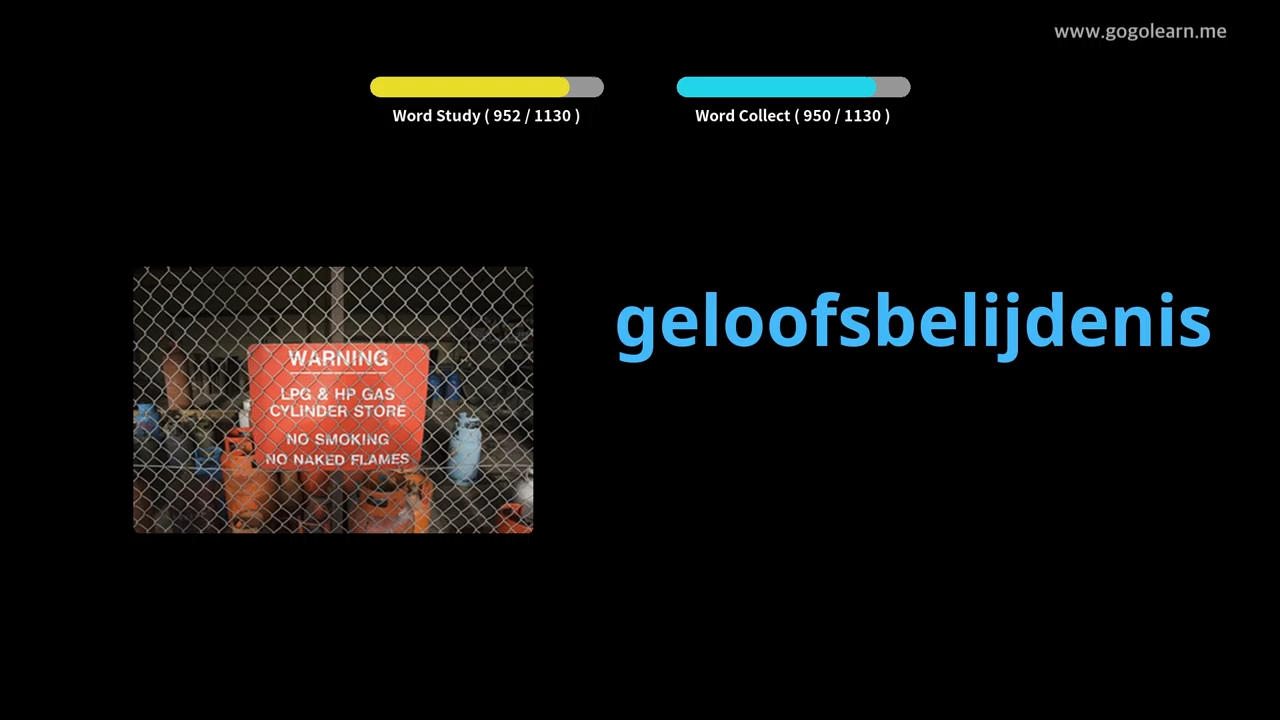 www.gogolearn.me
Word Study ( 952 / 1130 )
Word Collect ( 950 / 1130 )
geloofsbelijdenis
WARNING
LPG & HP GAS
CYLINDER STORE
NO SMOKING
NO NAKED FLAMES